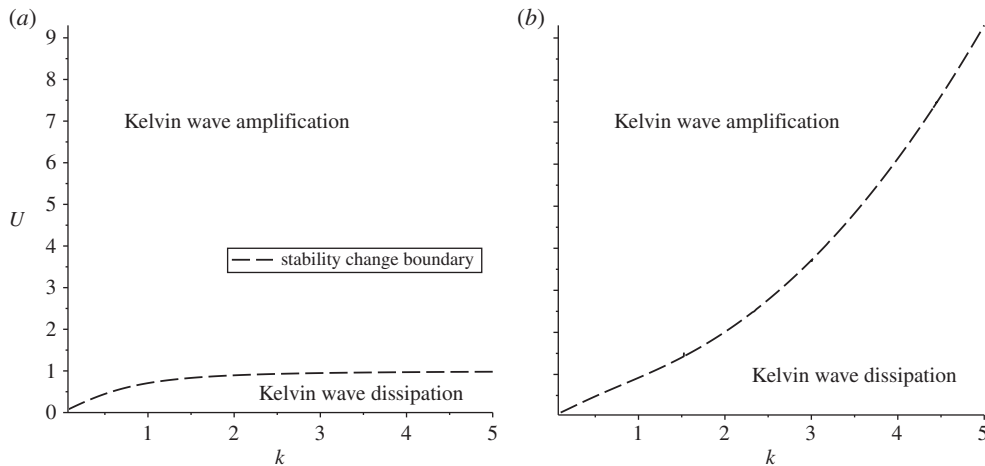 (a)
9
8
7
6
5
4
3
2
1
0
U
Kelvin wave amplification
stability change boundary
Kelvin wave dissipation
1 2 3 4 5
k
(b)
Kelvin wave amplification
Kelvin wave dissipation
1 2 3 4 5
k